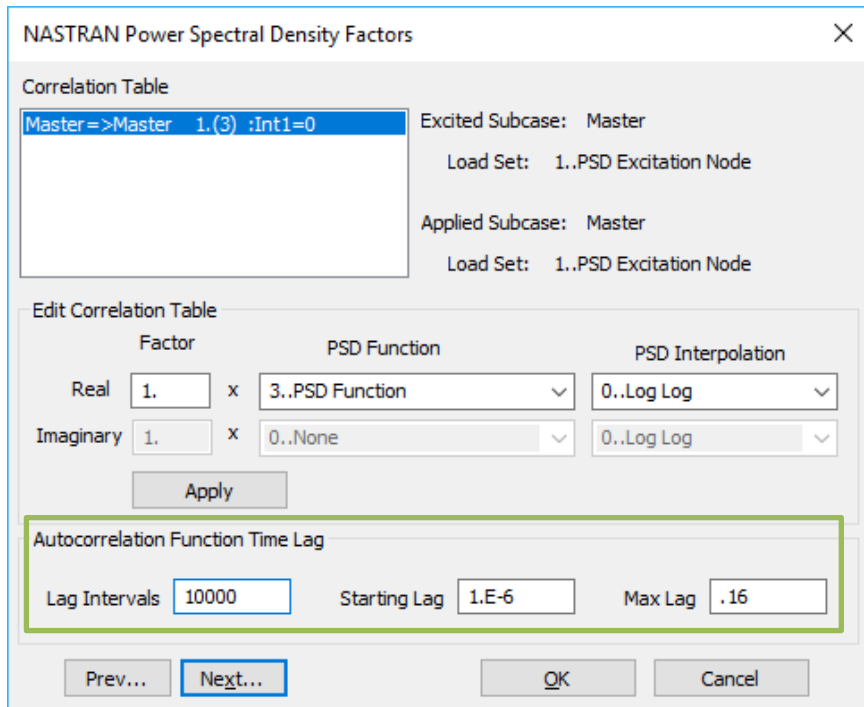 NASTRAN Power Spectral Density Factors
Correlation Table
Master=>Master 1.(3) :Int1=0
Excited Subcase: Master
Load Set: 1..PSD Excitation Node
Applied Subcase: Master
Load Set: 1..PSD Excitation Node
Edit Correlation Table
Factor PSD Function PSD Interpolation
Real 1. x 3..PSD Function 0..Log Log
Imaginary 1. x 0..None 0..Log Log
Apply
Autocorrelation Function Time Lag
Lag Intervals 10000 Starting Lag 1.E-6 Max Lag .16
Prev... Next... OK Cancel